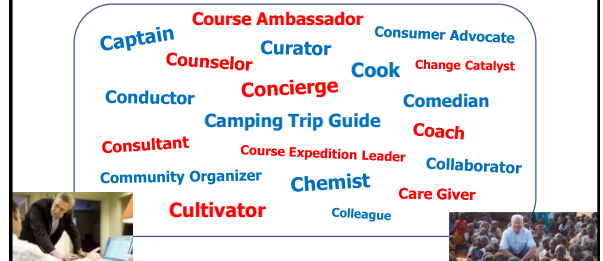 Course Ambassador
Captain
Consumer Advocate
Curator
Counselor
Cook
Change Catalyst
Concierge
Conductor
Comedian
Camping Trip Guide
Coach
Consultant
Course Expedition Leader
Collaborator
Community Organizer
Chemist
Care Giver
Cultivator
Colleague